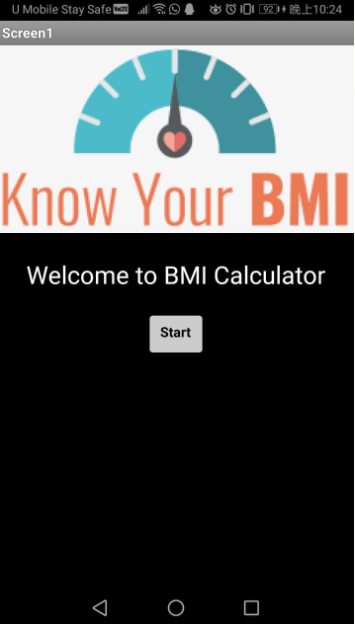 U Mobile Stay Safe 92 晚上10:24
Screen1
Know Your BMI
Welcome to BMI Calculator
Start